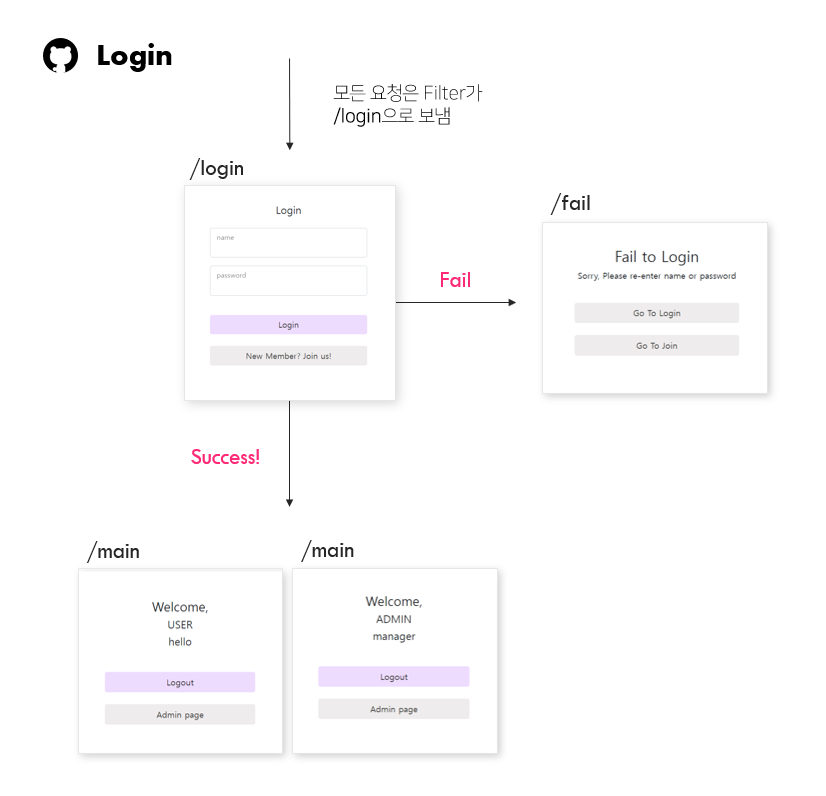 Login
모든 요청은 Filter가
/login으로 보냄
/login
Login
name
password
Login
New Member? Join us!
Fail
/fail
Fail to Login
Sorry, Please re-enter name or password
Go To Login
Go To Join
Success!
/main
Welcome,
USER
hello
Logout
Admin page
/main
Welcome,
ADMIN
manager
Logout
Admin page